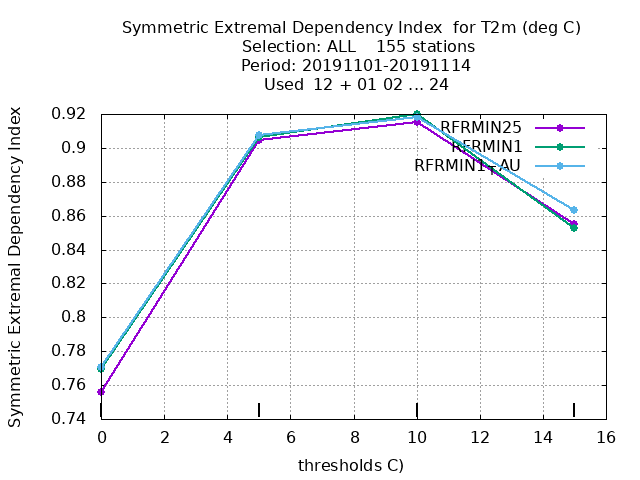 Symmetric Extremal Dependency Index for T2m (deg C)
Selection: ALL 155 stations
Period: 20191101-20191114
Used 12 + 01 02 ... 24
Symmetric Extremal Dependency Index
0.92
0.9
0.88
0.86
0.84
0.82
0.8
0.78
0.76
0.74
RFRMIN25
RFRMIN1
RFRMIN1+AU
0 2 4 6 8 10 12 14 16
thresholds C)